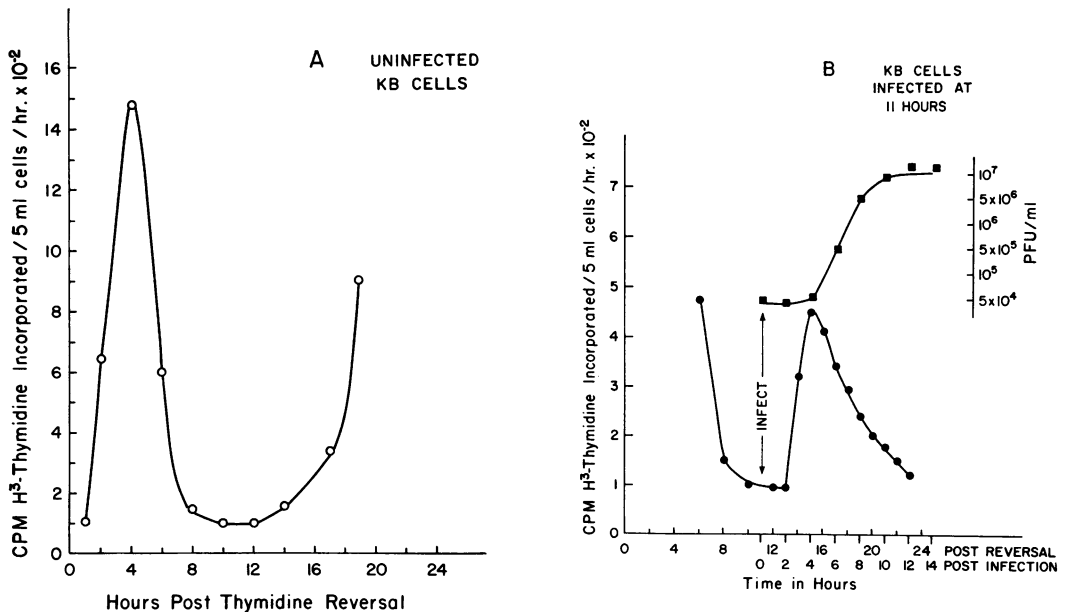 A
UNINFECTED
KB CELLS
CPM H³-Thymidine Incorporated / 5 ml cells / hr. x 10⁻²
16
14
12
10
8
6
4
2
0
0 4 8 12 16 20 24
Hours Post Thymidine Reversal
B
KB CELLS
INFECTED AT
11 HOURS
CPM H³-Thymidine Incorporated / 5 ml cells / hr. x 10⁻²
7
6
5
4
3
2
1
0
INFECT
10⁷
5x10⁶
10⁶
5x10⁵
10⁵
5x10⁴
PFU/ml
0 4 8 12 16 20 24 POST REVERSAL
0 2 4 6 8 10 12 14 POST INFECTION
Time in Hours